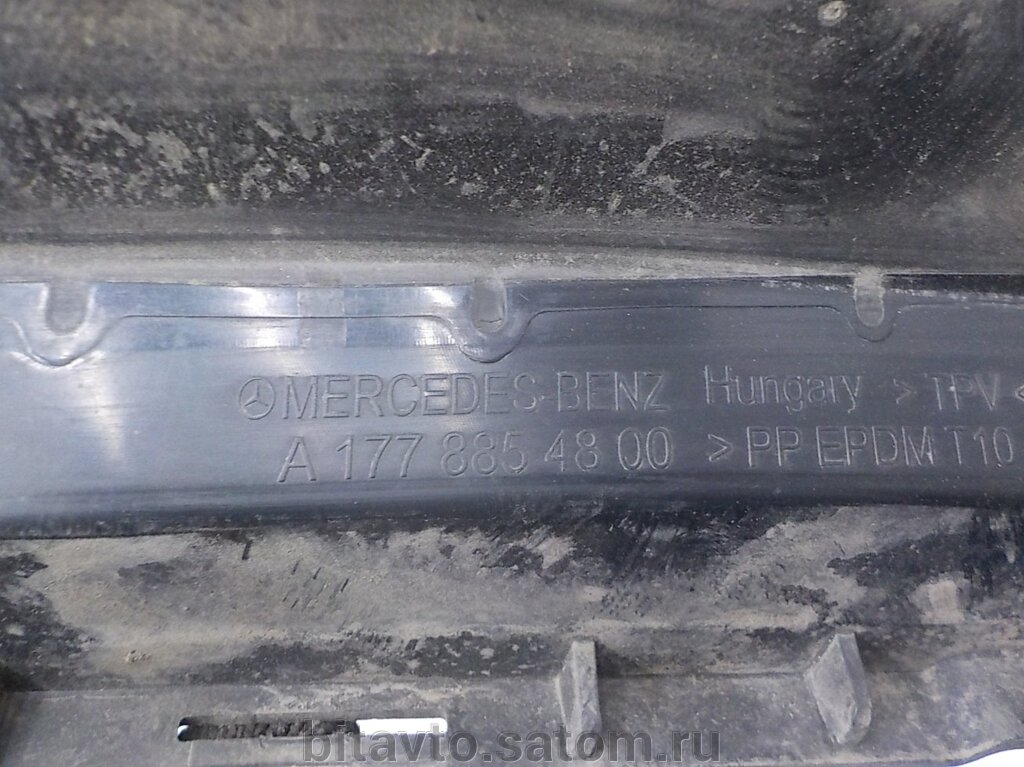 MERCEDES-BENZ Hungary > TPV <
A 177 885 48 00 > PP EPDM T10
bitavto.satom.ru